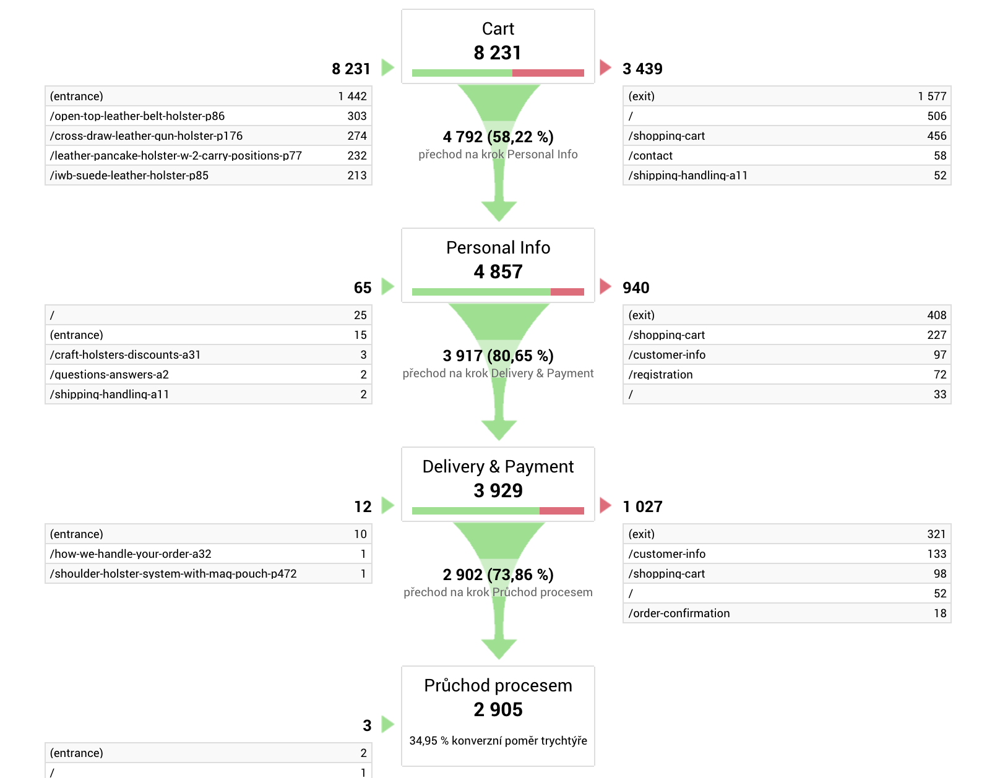 Cart
8 231
8 231
3 439
(entrance) 1 442
/open-top-leather-belt-holster-p86 303
/cross-draw-leather-gun-holster-p176 274
/leather-pancake-holster-w-2-carry-positions-p77 232
/iwb-suede-leather-holster-p85 213
(exit) 1 577
/ 506
/shopping-cart 456
/contact 58
/shipping-handling-a11 52
4 792 (58,22 %)
přechod na krok Personal Info
Personal Info
4 857
65
940
/ 25
(entrance) 15
/craft-holsters-discounts-a31 3
/questions-answers-a2 2
/shipping-handling-a11 2
(exit) 408
/shopping-cart 227
/customer-info 97
/registration 72
/ 33
3 917 (80,65 %)
přechod na krok Delivery & Payment
Delivery & Payment
3 929
12
1 027
(entrance) 10
/how-we-handle-your-order-a32 1
/shoulder-holster-system-with-mag-pouch-p472 1
(exit) 321
/customer-info 133
/shopping-cart 98
/ 52
/order-confirmation 18
2 902 (73,86 %)
přechod na krok Průchod procesem
Průchod procesem
2 905
3
34,95 % konverzní poměr trychtýře
(entrance) 2
/ 1